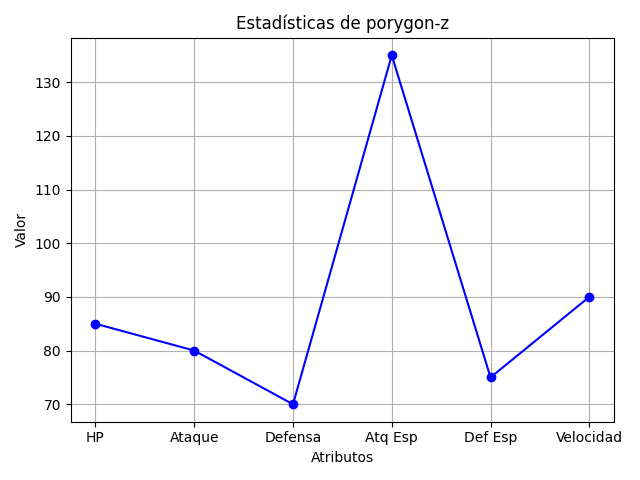 Estadísticas de porygon-z
Valor
130
120
110
100
90
80
70
HP Ataque Defensa Atq Esp Def Esp Velocidad
Atributos